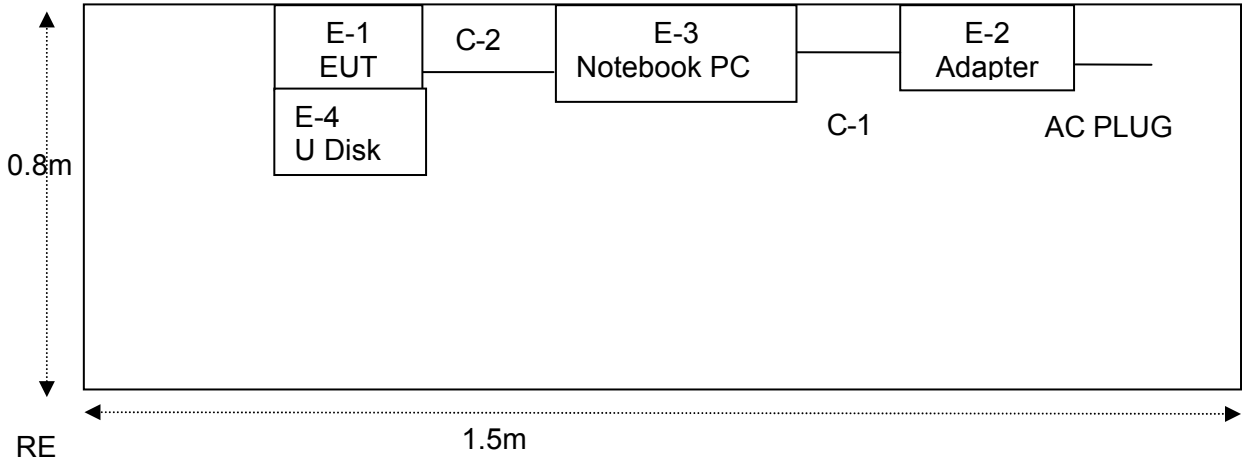 E-1
EUT
C-2
E-3
Notebook PC
E-2
Adapter
E-4
U Disk
C-1
AC PLUG
0.8m
1.5m
RE